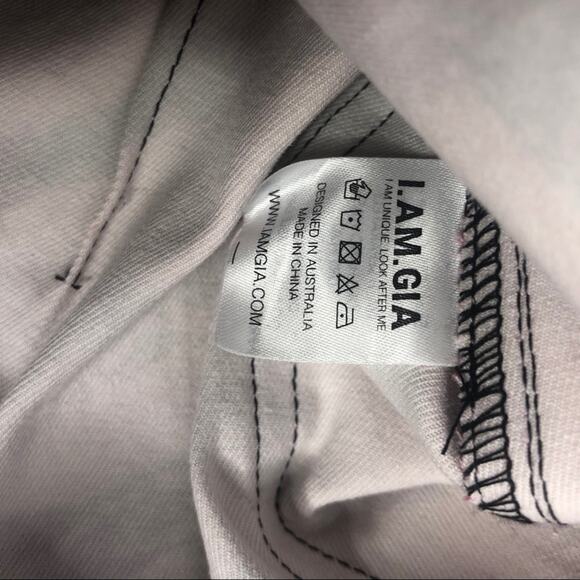 I.AM.GIA
I AM UNIQUE. LOOK AFTER ME
DESIGNED IN AUSTRALIA
MADE IN CHINA
WWW.IAMGIA.COM